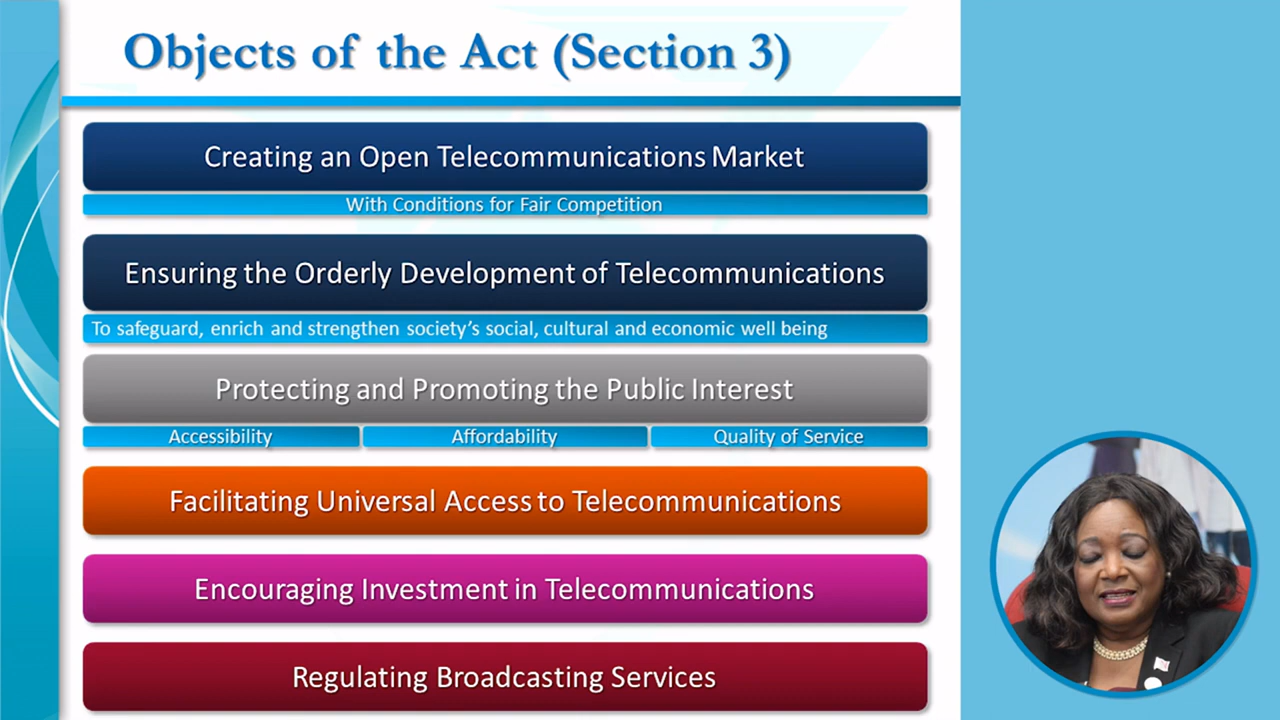 Objects of the Act (Section 3)
Creating an Open Telecommunications Market
With Conditions for Fair Competition
Ensuring the Orderly Development of Telecommunications
To safeguard, enrich and strengthen society's social, cultural and economic well being
Protecting and Promoting the Public Interest
Accessibility
Affordability
Quality of Service
Facilitating Universal Access to Telecommunications
Encouraging Investment in Telecommunications
Regulating Broadcasting Services